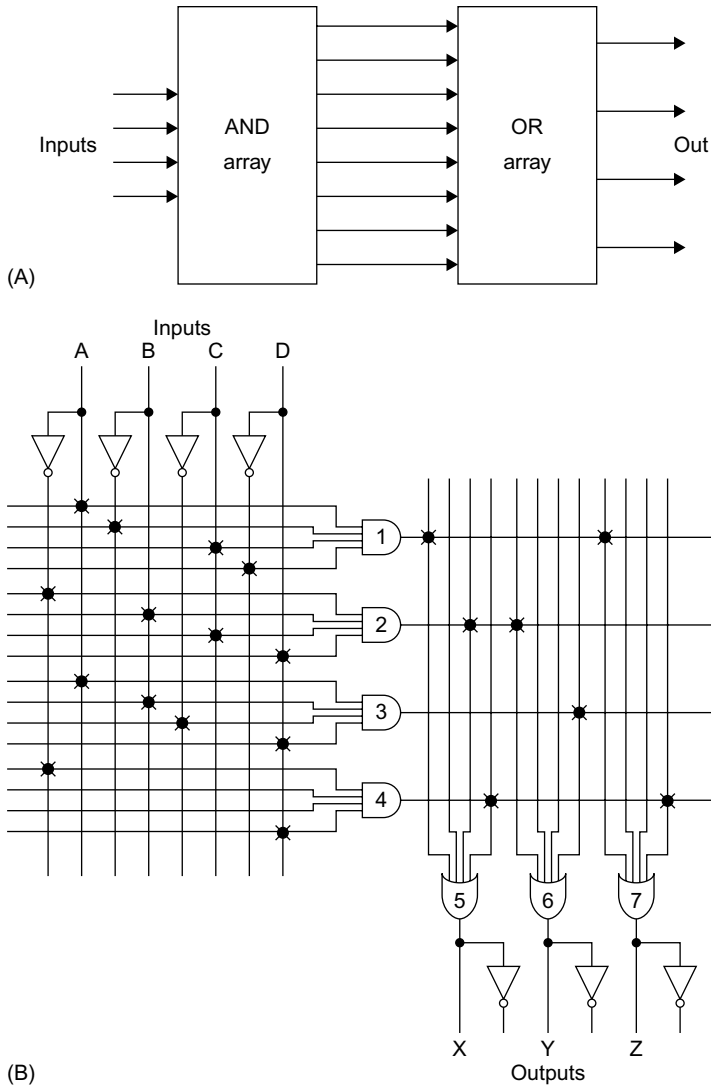 Inputs
AND
array
OR
array
Out
(A)
Inputs
A B C D
1
2
3
4
5 6 7
X Y Z
(B)
Outputs